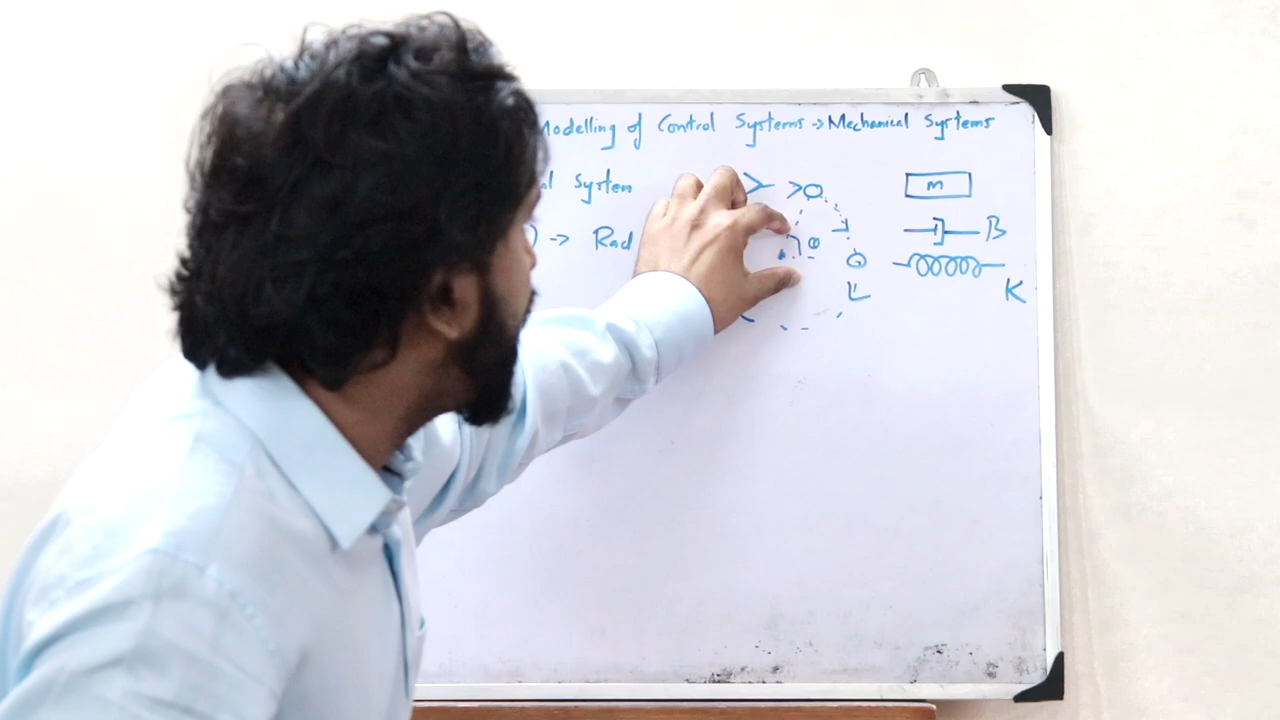 Modelling of Control Systems -> Mechanical Systems
al System
m
) -> Rad
θ
B
K